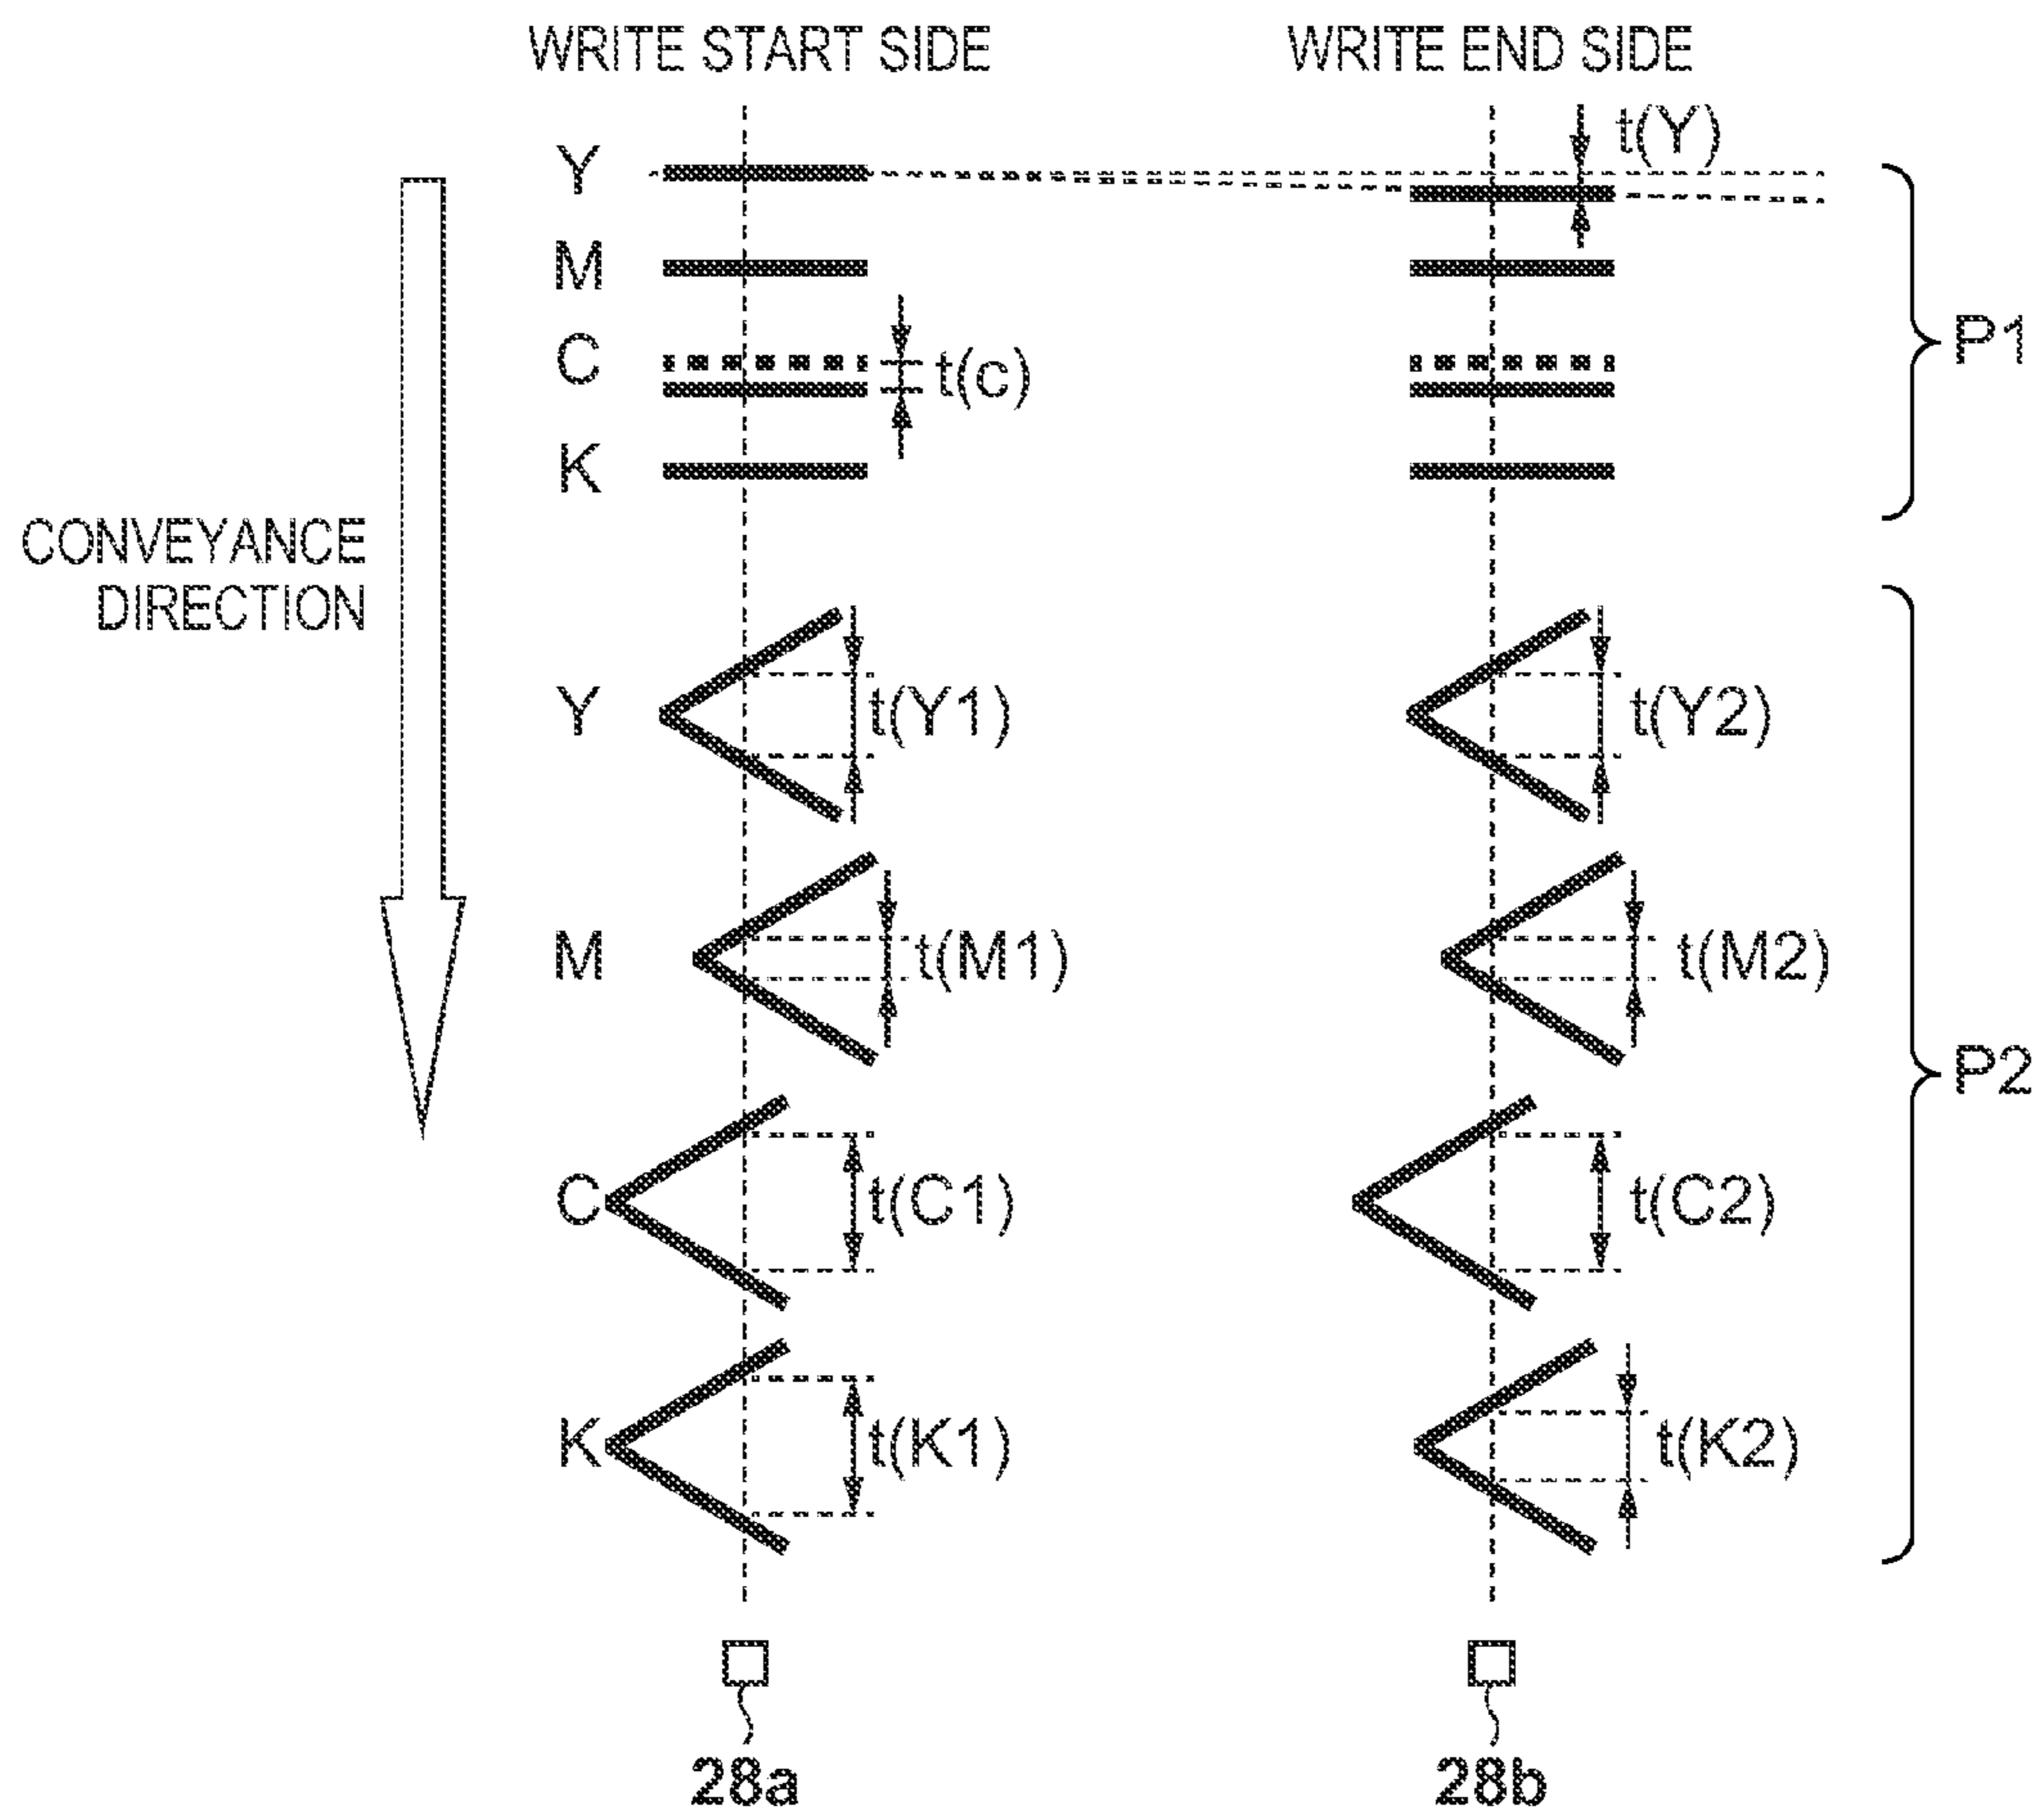 WRITE START SIDE
WRITE END SIDE
t(Y)
Y
M
C
t(c)
K
P1
CONVEYANCE
DIRECTION
Y
t(Y1)
t(Y2)
M
t(M1)
t(M2)
P2
C
t(C1)
t(C2)
K
t(K1)
t(K2)
28a
28b